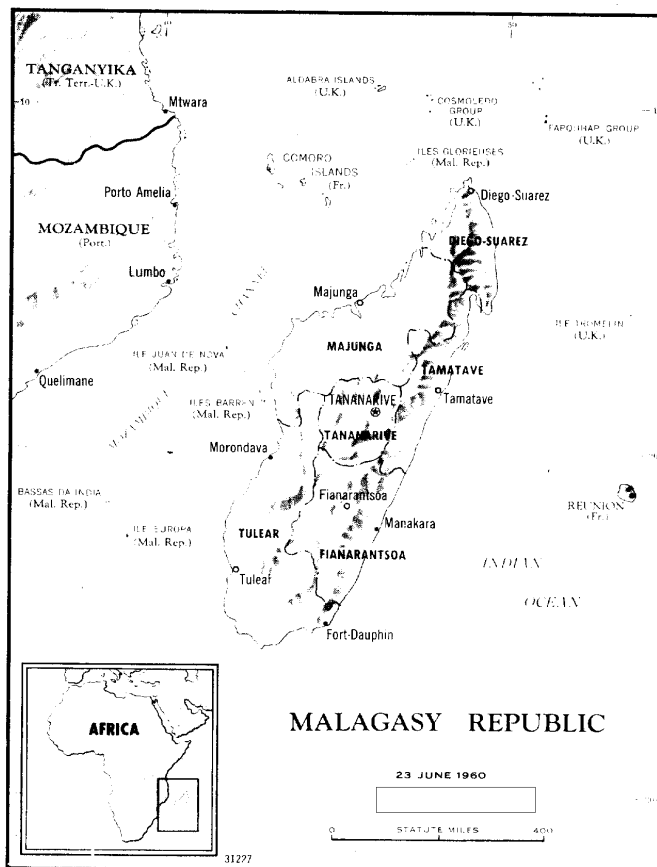 TANGANYIKA
(Tr. Terr.-U.K.)
10
Mtwara
ALDABRA ISLANDS
(U.K.)
COSMOLEDO
GROUP
(U.K.)
FARQUHAR GROUP
(U.K.)
COMORO
ISLANDS
(Fr.)
ILES GLORIEUSES
(Mal. Rep.)
Porto Amelia
Diego-Suarez
MOZAMBIQUE
(Port.)
DIEGO-SUAREZ
Lumbo
CHANNEL
Majunga
ILE TROMELIN
(U.K.)
MAJUNGA
ILE JUAN DE NOVA
(Mal. Rep.)
TAMATAVE
Quelimane
ILES BARREN
(Mal. Rep.)
TANANARIVE
Tamatave
MOZAMBIQUE
TANANARIVE
Morondava
BASSAS DA INDIA
(Mal. Rep.)
Fianarantsoa
REUNION
(Fr.)
ILE EUROPA
(Mal. Rep.)
Manakara
TULEAR
FIANARANTSOA
INDIAN
OCEAN
Tulear
Fort-Dauphin
AFRICA
MALAGASY REPUBLIC
23 JUNE 1960
0 STATUTE MILES 400
31277